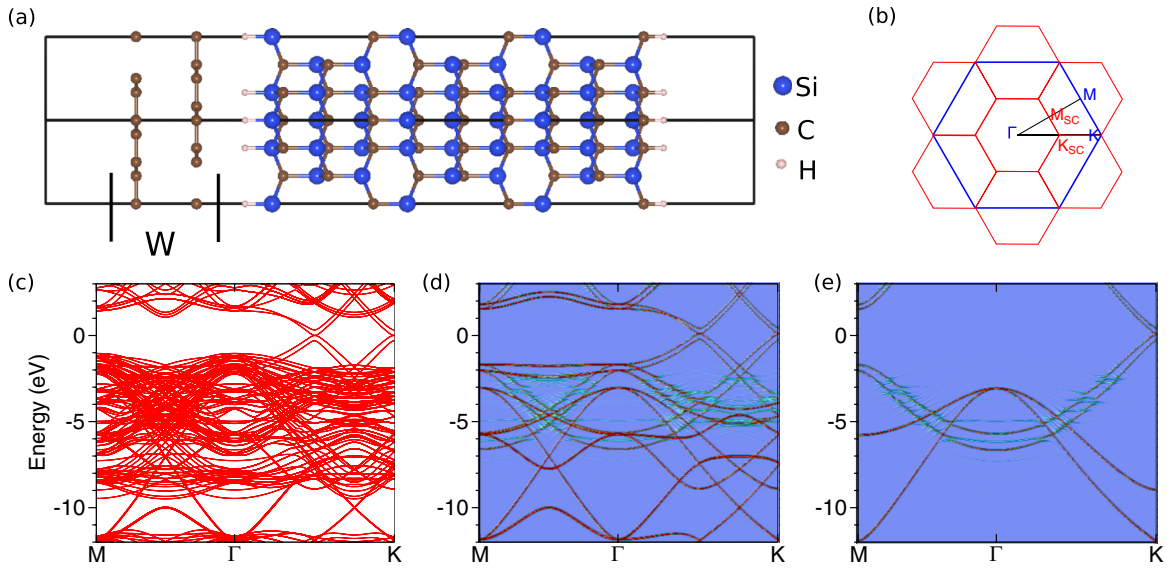 (a)
W
Si
C
H
(b)
Γ
M
M_SC
K
K_SC
(c)
Energy (eV)
0
-5
-10
M
Γ
K
(d)
0
-5
-10
M
Γ
K
(e)
0
-5
-10
M
Γ
K